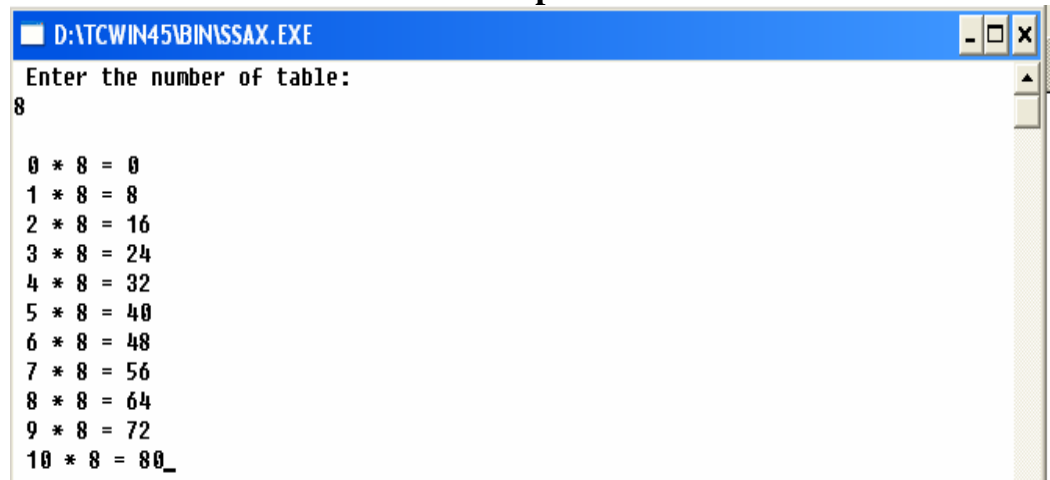 D:\TCWIN45\BIN\SSAX.EXE
Enter the number of table:
8
0 * 8 = 0
1 * 8 = 8
2 * 8 = 16
3 * 8 = 24
4 * 8 = 32
5 * 8 = 40
6 * 8 = 48
7 * 8 = 56
8 * 8 = 64
9 * 8 = 72
10 * 8 = 80_